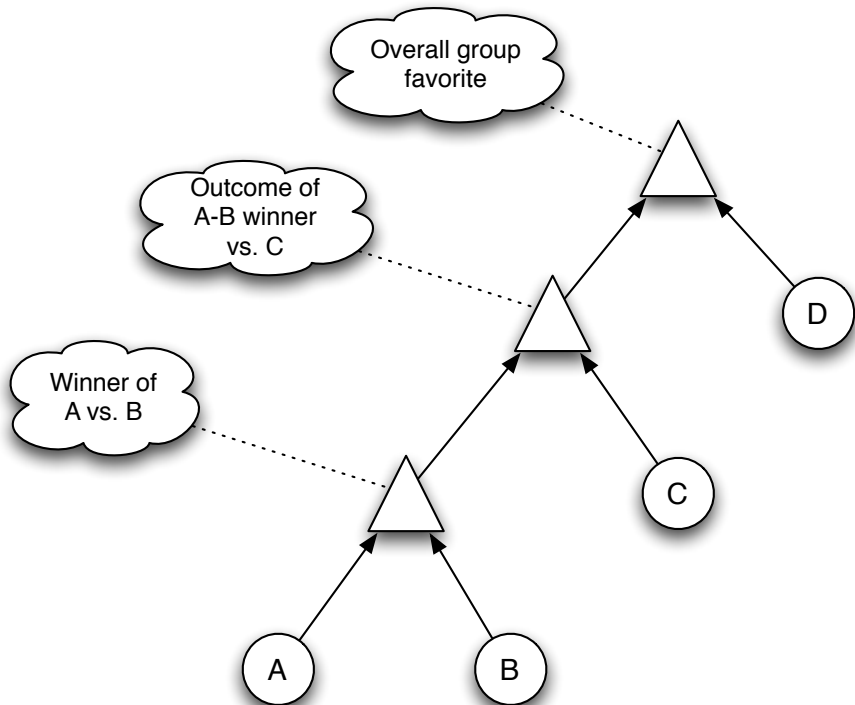 Overall group
favorite
Outcome of
A-B winner
vs. C
D
Winner of
A vs. B
C
A
B